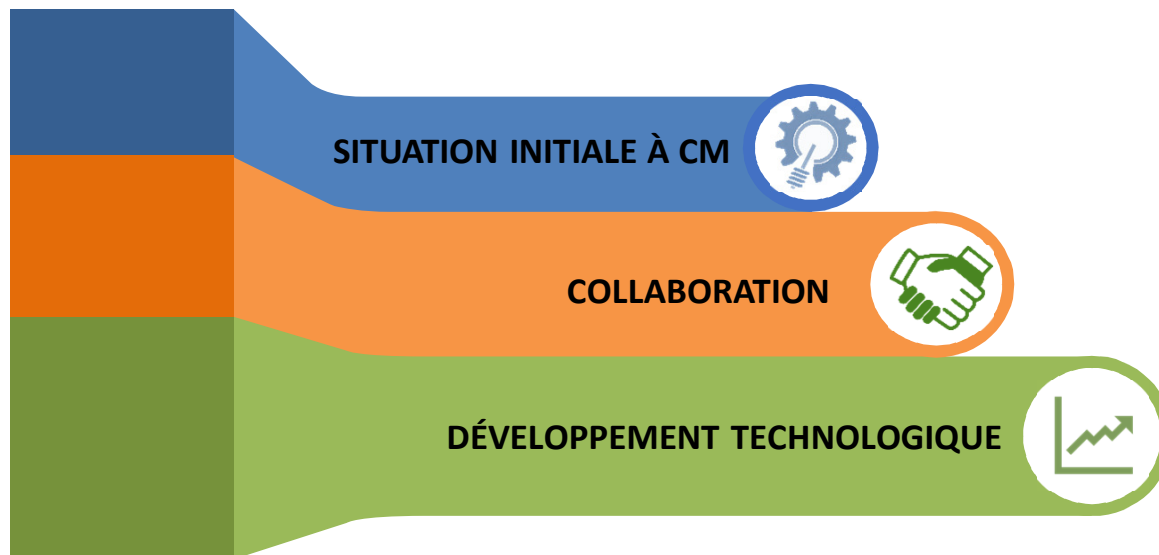 SITUATION INITIALE À CM
COLLABORATION
DÉVELOPPEMENT TECHNOLOGIQUE